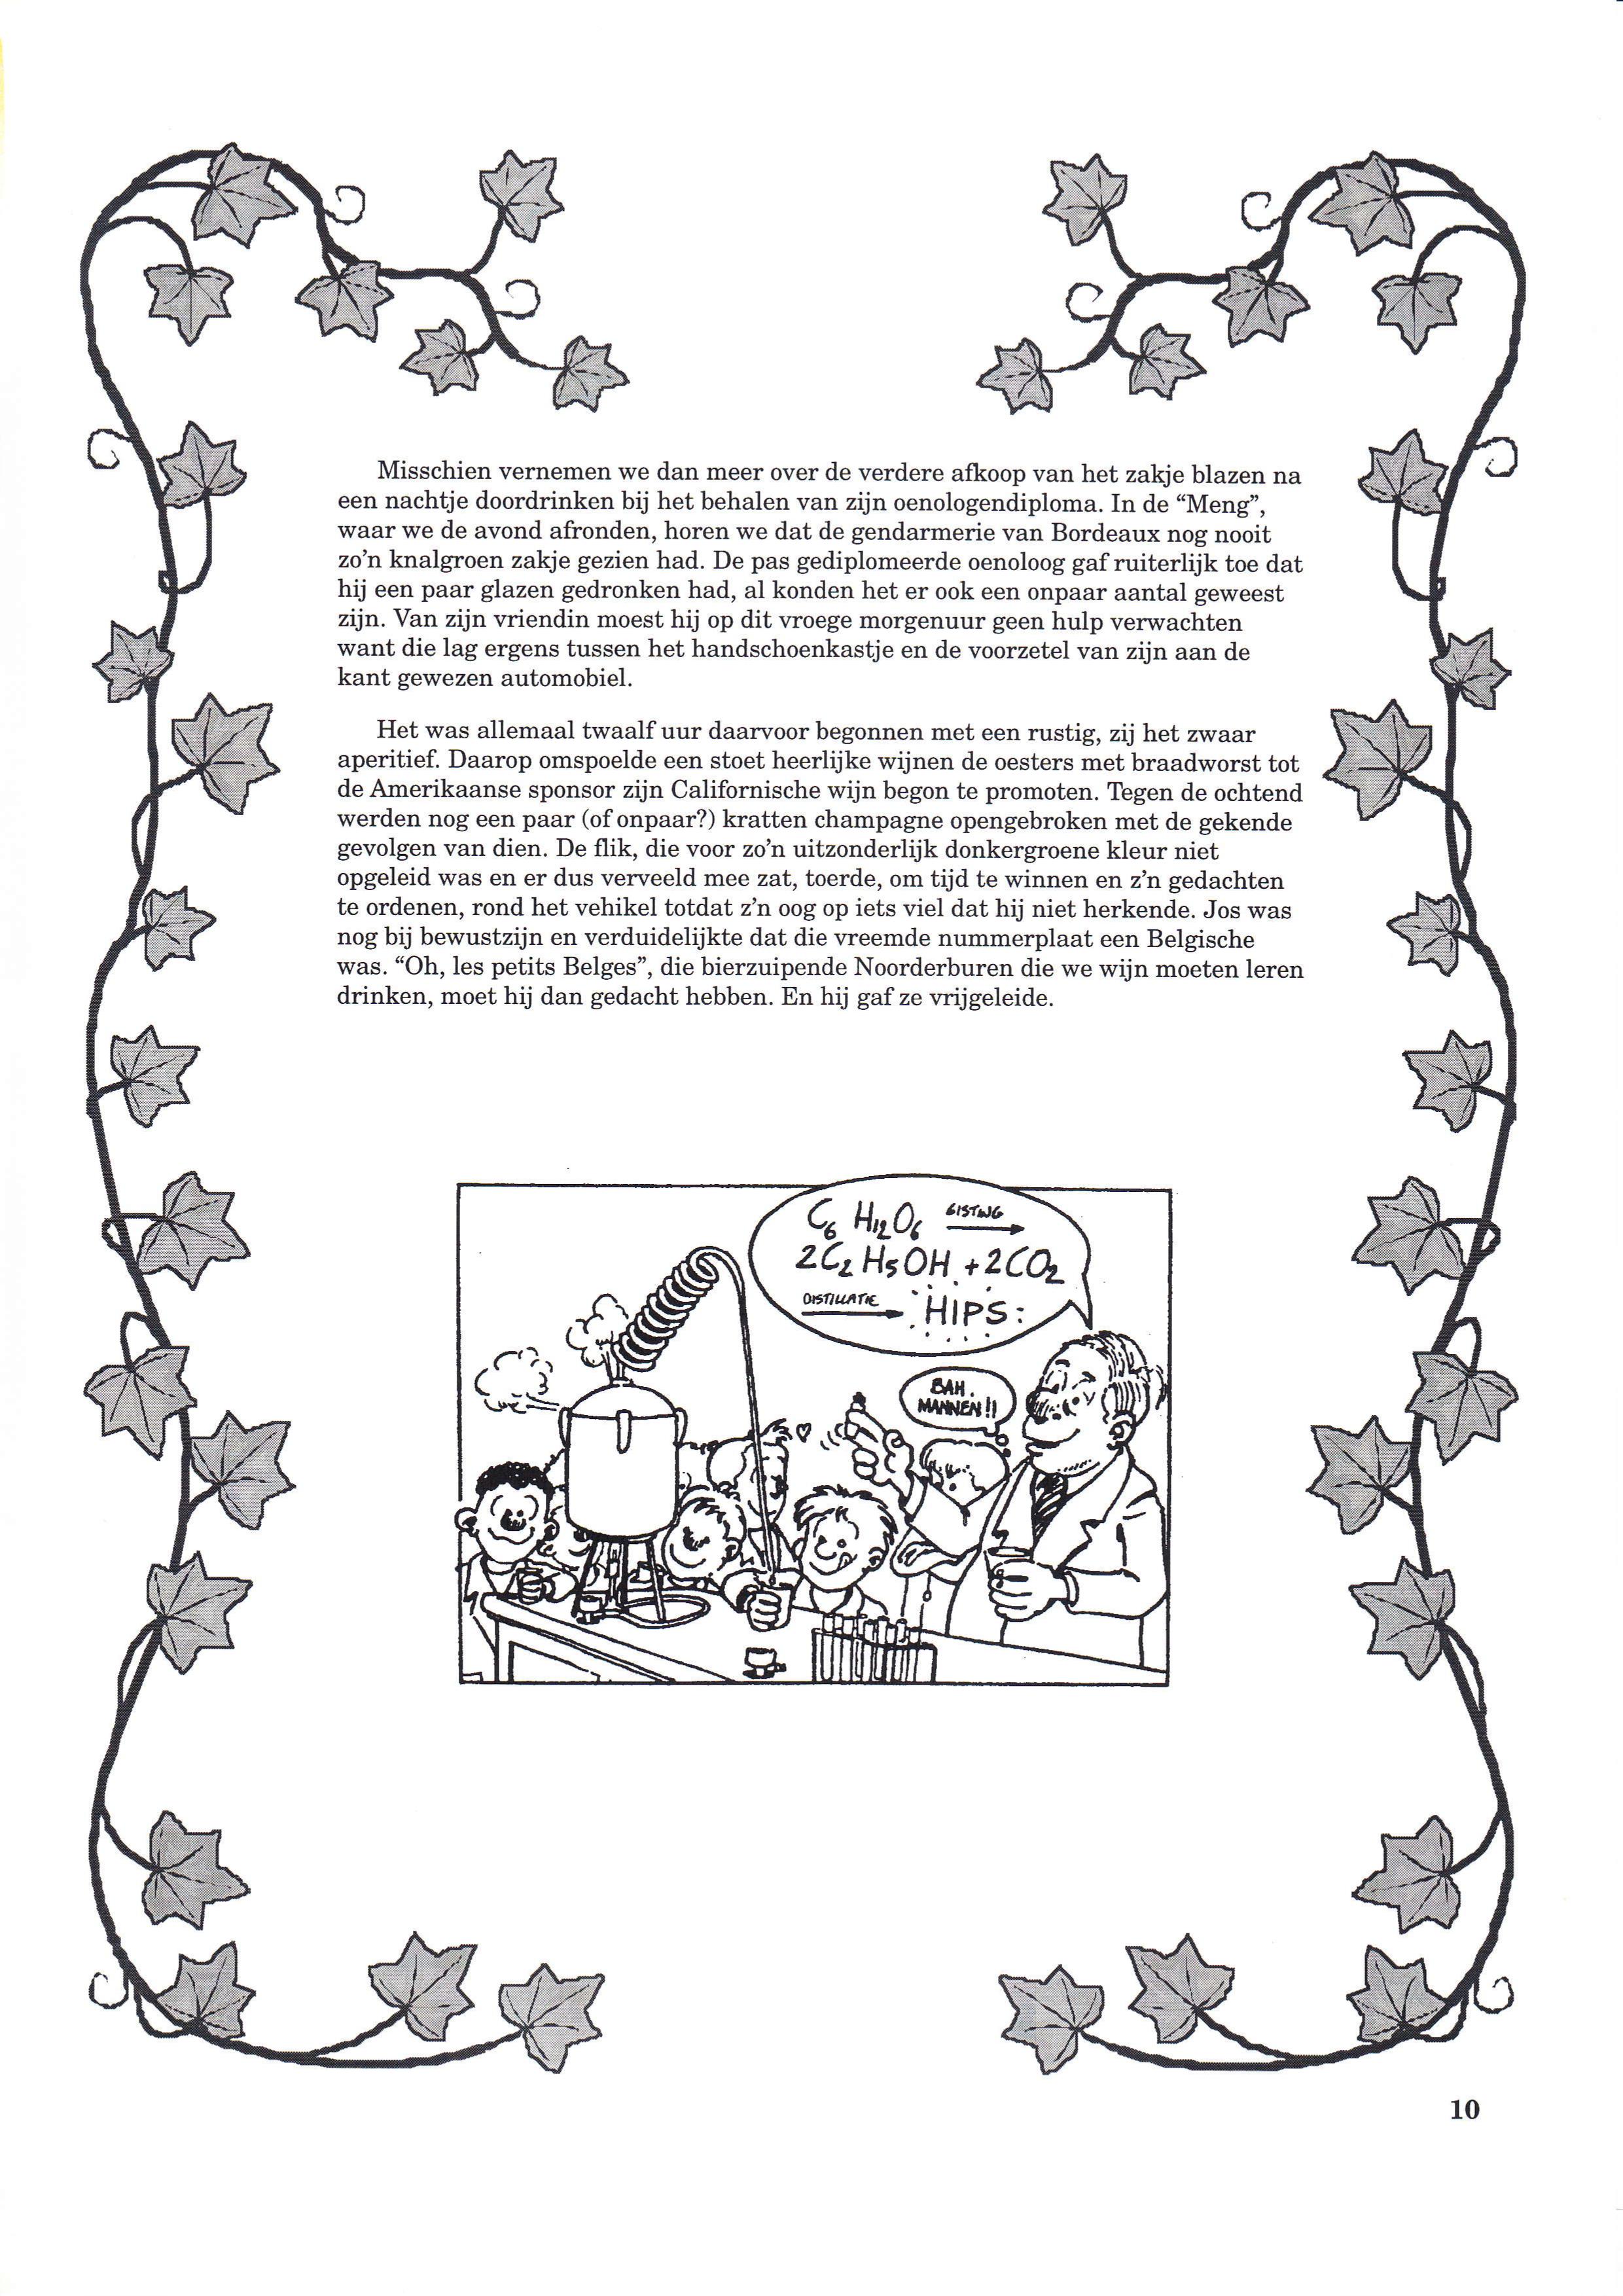 Misschien vernemen we dan meer over de verdere afkoop van het zakje blazen na
een nachtje doordrinken bij het behalen van zijn oenologendiploma. In de “Meng”,
waar we de avond afronden, horen we dat de gendarmerie van Bordeaux nog nooit
zo’n knalgroen zakje gezien had. De pas gediplomeerde oenoloog gaf ruiterlijk toe dat
hij een paar glazen gedronken had, al konden het er ook een onpaar aantal geweest
zijn. Van zijn vriendin moest hij op dit vroege morgenuur geen hulp verwachten
want die lag ergens tussen het handschoenkastje en de voorzetel van zijn aan de
kant gewezen automobiel.
Het was allemaal twaalf uur daarvoor begonnen met een rustig, zij het zwaar
aperitief. Daarop omspoelde een stoet heerlijke wijnen de oesters met braadworst tot
de Amerikaanse sponsor zijn Californische wijn begon te promoten. Tegen de ochtend
werden nog een paar (of onpaar?) kratten champagne opengebroken met de gekende
gevolgen van dien. De flik, die voor zo’n uitzonderlijk donkergroene kleur niet
opgeleid was en er dus verveeld mee zat, toerde, om tijd te winnen en z’n gedachten
te ordenen, rond het vehikel totdat z’n oog op iets viel dat hij niet herkende. Jos was
nog bij bewustzijn en verduidelijkte dat die vreemde nummerplaat een Belgische
was. “Oh, les petits Belges”, die bierzuipende Noorderburen die we wijn moeten leren
drinken, moet hij dan gedacht hebben. En hij gaf ze vrijgeleide.
C6 H12 O6 GISTING
2C2 H5OH + 2CO2
DISTILLATIE HIPS
BAH.
MANNEN!!
10